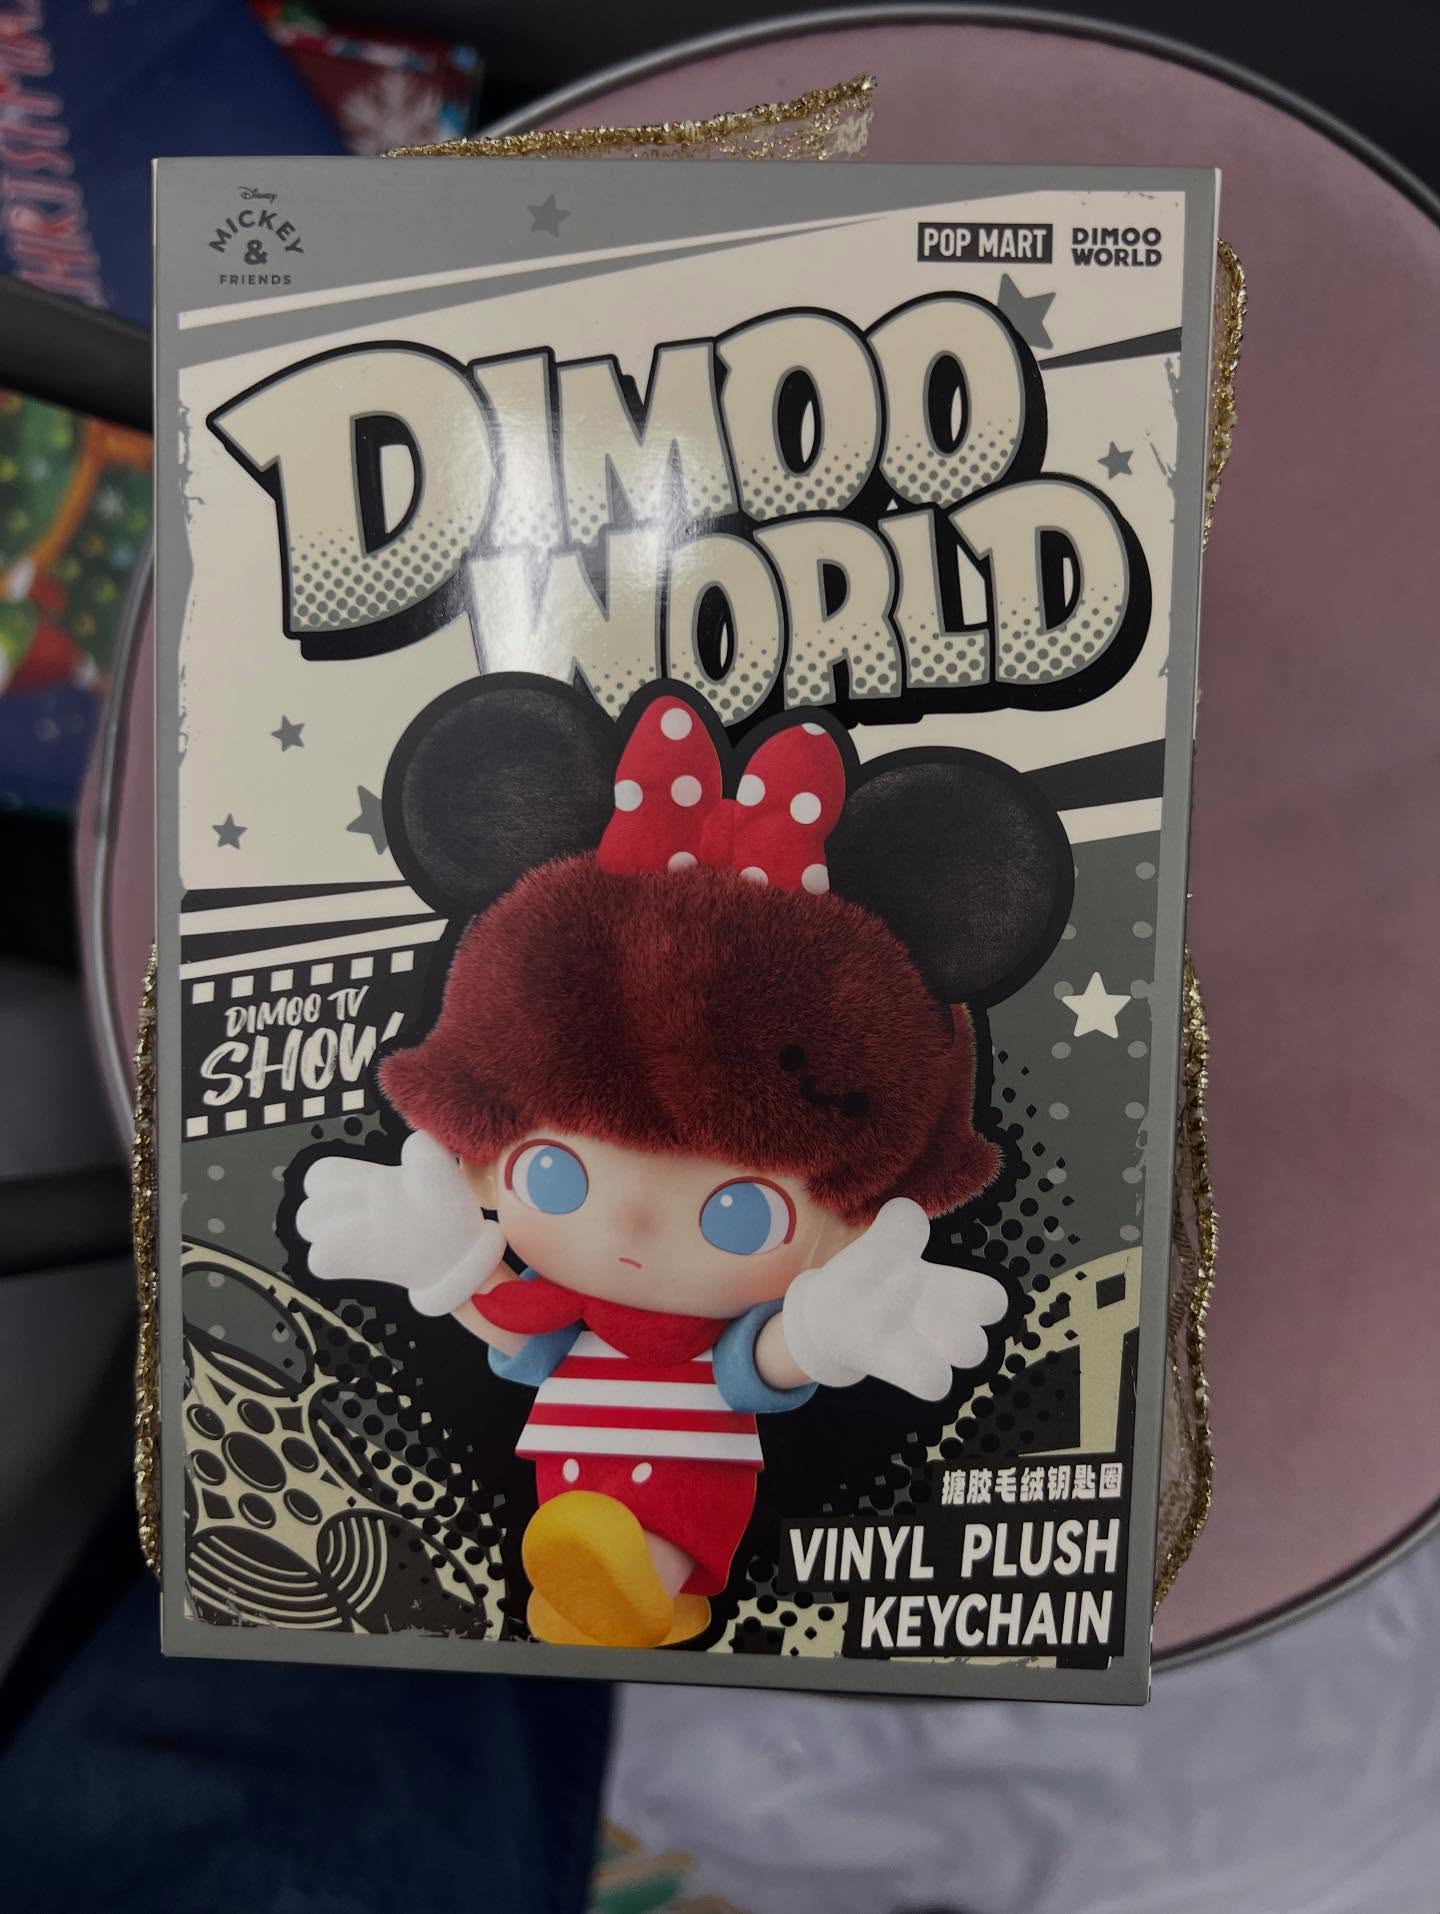 Disney
MICKEY
&
FRIENDS
POP MART
DIMOO
WORLD
DIMOO
WORLD
DIMOO TV
SHOW
搪胶毛绒钥匙圈
VINYL PLUSH
KEYCHAIN